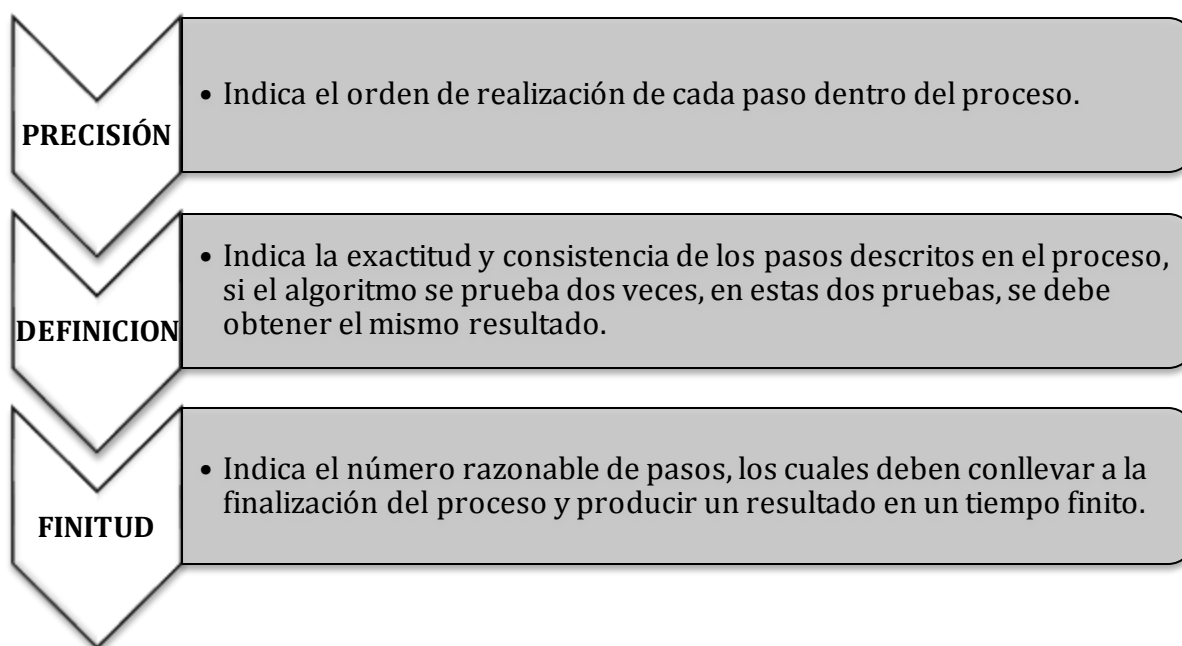 PRECISIÓN
• Indica el orden de realización de cada paso dentro del proceso.
DEFINICION
• Indica la exactitud y consistencia de los pasos descritos en el proceso,
si el algoritmo se prueba dos veces, en estas dos pruebas, se debe
obtener el mismo resultado.
FINITUD
• Indica el número razonable de pasos, los cuales deben conllevar a la
finalización del proceso y producir un resultado en un tiempo finito.